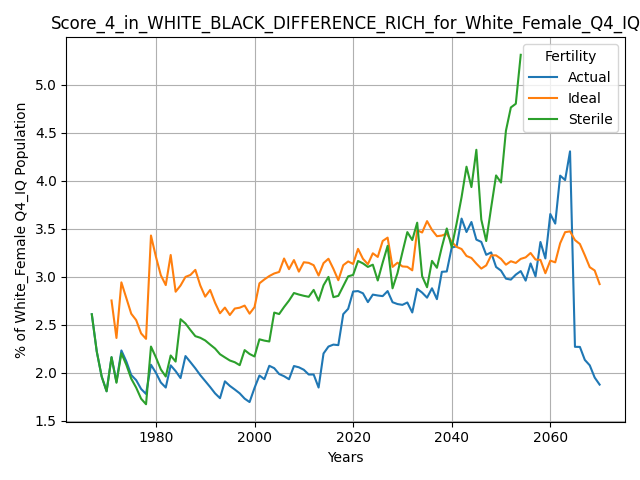 Score_4_in_WHITE_BLACK_DIFFERENCE_RICH_for_White_Female_Q4_IQ
% of White_Female Q4_IQ Population
5.0
4.5
4.0
3.5
3.0
2.5
2.0
1.5
Fertility
Actual
Ideal
Sterile
1980
2000
2020
2040
2060
Years